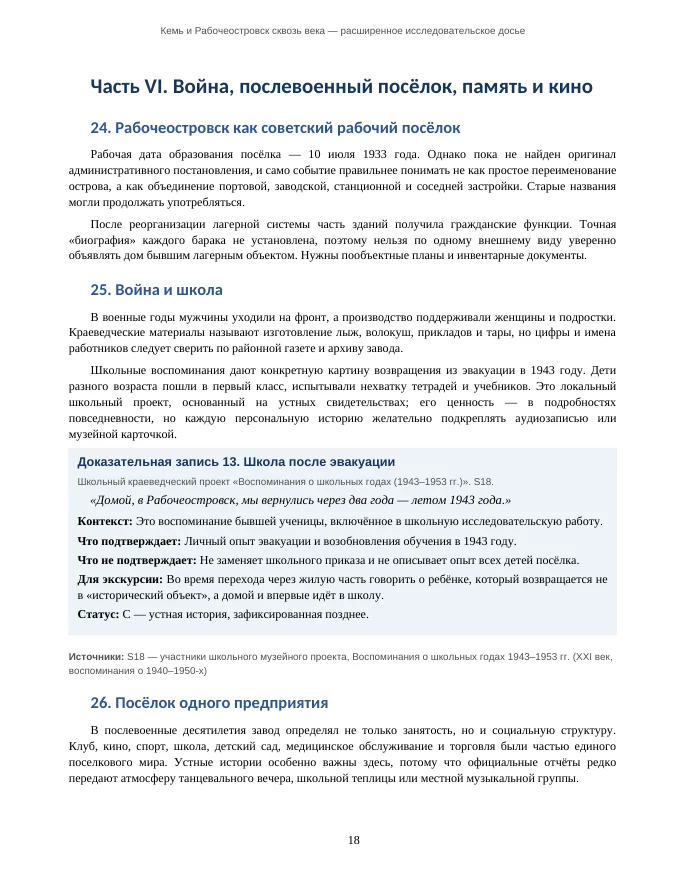 Кемь и Рабочеостровск сквозь века — расширенное исследовательское досье
Часть VI. Война, послевоенный посёлок, память и кино
24. Рабочеостровск как советский рабочий посёлок
Рабочая дата образования посёлка — 10 июля 1933 года. Однако пока не найден оригинал
административного постановления, и само событие правильнее понимать не как простое переименование
острова, а как объединение портовой, заводской, станционной и соседней застройки. Старые названия
могли продолжать употребляться.
После реорганизации лагерной системы часть зданий получила гражданские функции. Точная
«биография» каждого барака не установлена, поэтому нельзя по одному внешнему виду уверенно
объявлять дом бывшим лагерным объектом. Нужны пообъектные планы и инвентарные документы.
25. Война и школа
В военные годы мужчины уходили на фронт, а производство поддерживали женщины и подростки.
Краеведческие материалы называют изготовление лыж, волокуш, прикладов и тары, но цифры и имена
работников следует сверить по районной газете и архиву завода.
Школьные воспоминания дают конкретную картину возвращения из эвакуации в 1943 году. Дети
разного возраста пошли в первый класс, испытывали нехватку тетрадей и учебников. Это локальный
школьный проект, основанный на устных свидетельствах; его ценность — в подробностях
повседневности, но каждую персональную историю желательно подкреплять аудиозаписью или
музейной карточкой.
Доказательная запись 13. Школа после эвакуации
Школьный краеведческий проект «Воспоминания о школьных годах (1943–1953 гг.)». S18.
«Домой, в Рабочеостровск, мы вернулись через два года — летом 1943 года.»
Контекст: Это воспоминание бывшей ученицы, включённое в школьную исследовательскую работу.
Что подтверждает: Личный опыт эвакуации и возобновления обучения в 1943 году.
Что не подтверждает: Не заменяет школьного приказа и не описывает опыт всех детей посёлка.
Для экскурсии: Во время перехода через жилую часть говорить о ребёнке, который возвращается не
в «исторический объект», а домой и впервые идёт в школу.
Статус: С — устная история, зафиксированная позднее.
Источники: S18 — участники школьного музейного проекта, Воспоминания о школьных годах 1943–1953 гг. (XXI век,
воспоминания о 1940–1950-х)
26. Посёлок одного предприятия
В послевоенные десятилетия завод определял не только занятость, но и социальную структуру.
Клуб, кино, спорт, школа, детский сад, медицинское обслуживание и торговля были частью единого
поселкового мира. Устные истории особенно важны здесь, потому что официальные отчёты редко
передают атмосферу танцевального вечера, школьной теплицы или местной музыкальной группы.
18